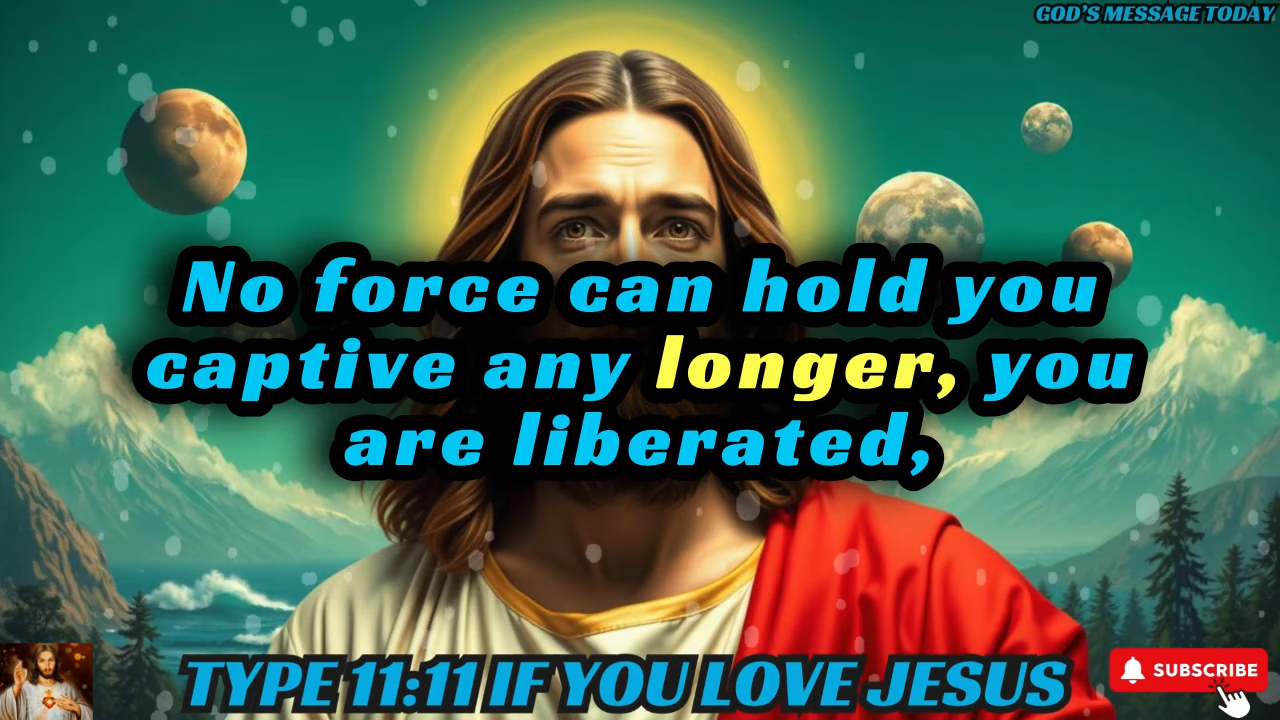 GOD'S MESSAGE TODAY
No force can hold you
captive any longer, you
are liberated,
TYPE 11:11 IF YOU LOVE JESUS
SUBSCRIBE